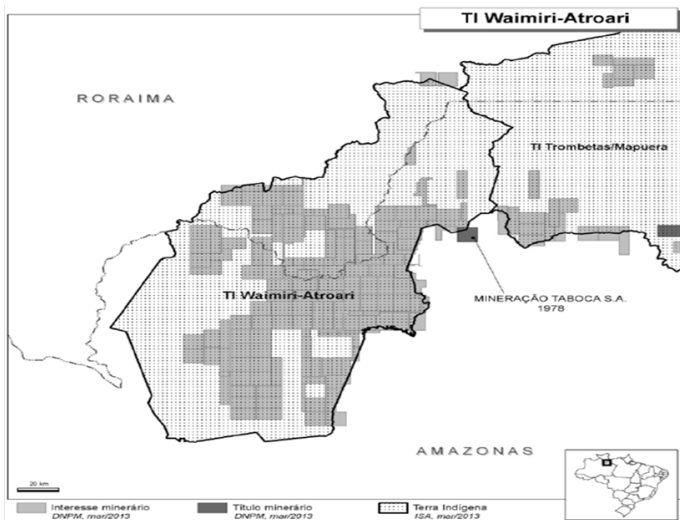 TI Waimiri-Atroari
RORAIMA
TI Trombetas/Mapuera
TI Waimiri-Atroari
MINERAÇÃO TABOCA S.A.
1978
AMAZONAS
20 km
Interesse minerário
DNPM, mar/2013
Título minerário
DNPM, mar/2013
Terra Indígena
ISA, mar/2013